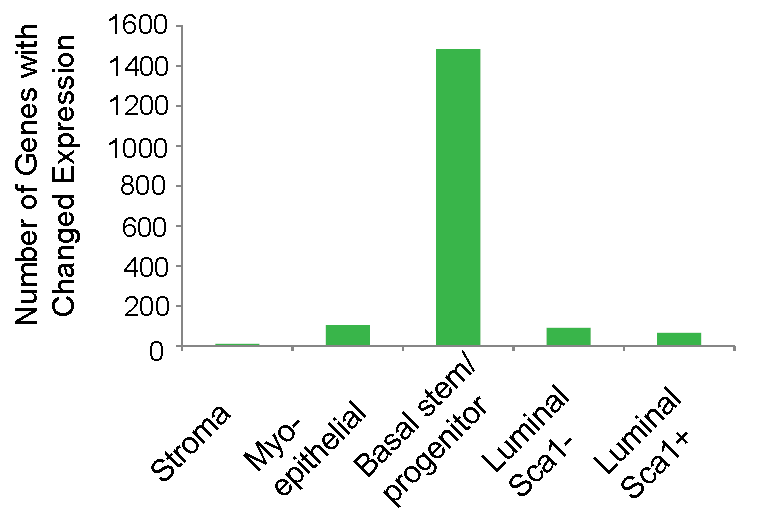 Number of Genes with
Changed Expression
1600
1400
1200
1000
800
600
400
200
0
Stroma
Myo-
epithelial
Basal stem/
progenitor
Luminal
Sca1-
Luminal
Sca1+